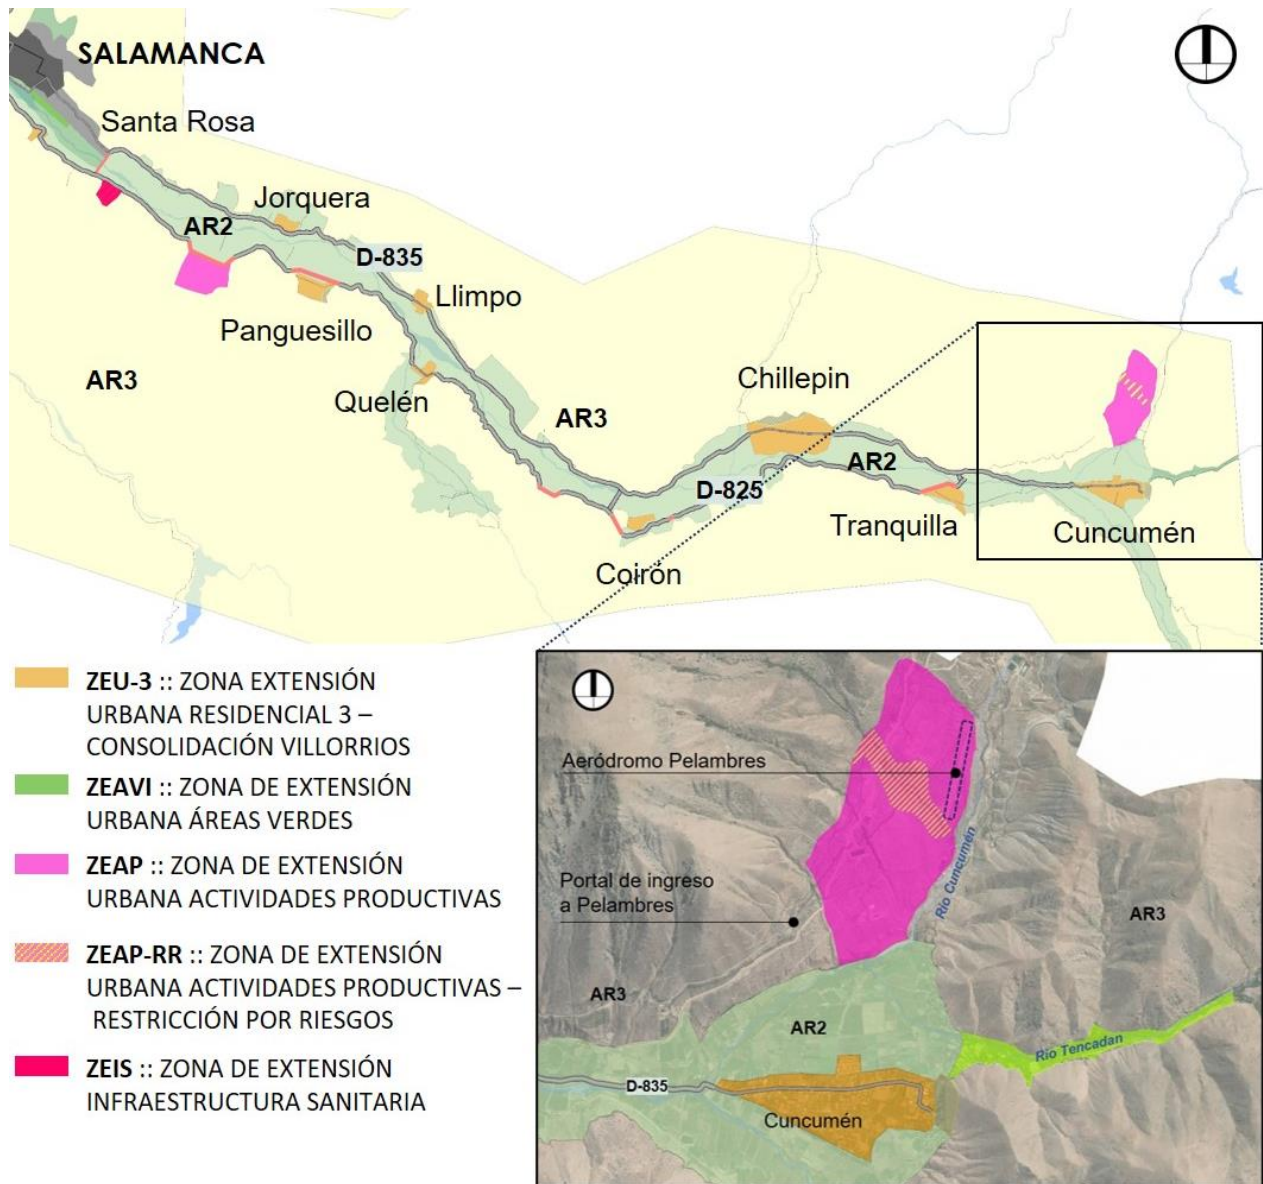 SALAMANCA
Santa Rosa
Jorquera
AR2
D-835
Llimpo
Panguesillo
AR3
Quelén
Chillepin
AR3
AR2
D-825
Tranquilla
Cuncumén
Coirón
ZEU-3 :: ZONA EXTENSIÓN
URBANA RESIDENCIAL 3 –
CONSOLIDACIÓN VILLORRIOS
ZEAVI :: ZONA DE EXTENSIÓN
URBANA ÁREAS VERDES
ZEAP :: ZONA DE EXTENSIÓN
URBANA ACTIVIDADES PRODUCTIVAS
ZEAP-RR :: ZONA DE EXTENSIÓN
URBANA ACTIVIDADES PRODUCTIVAS –
RESTRICCIÓN POR RIESGOS
ZEIS :: ZONA DE EXTENSIÓN
INFRAESTRUCTURA SANITARIA
Aeródromo Pelambres
Portal de ingreso
a Pelambres
Río Cuncumén
AR3
AR3
AR2
Río Tencadan
D-835
Cuncumén